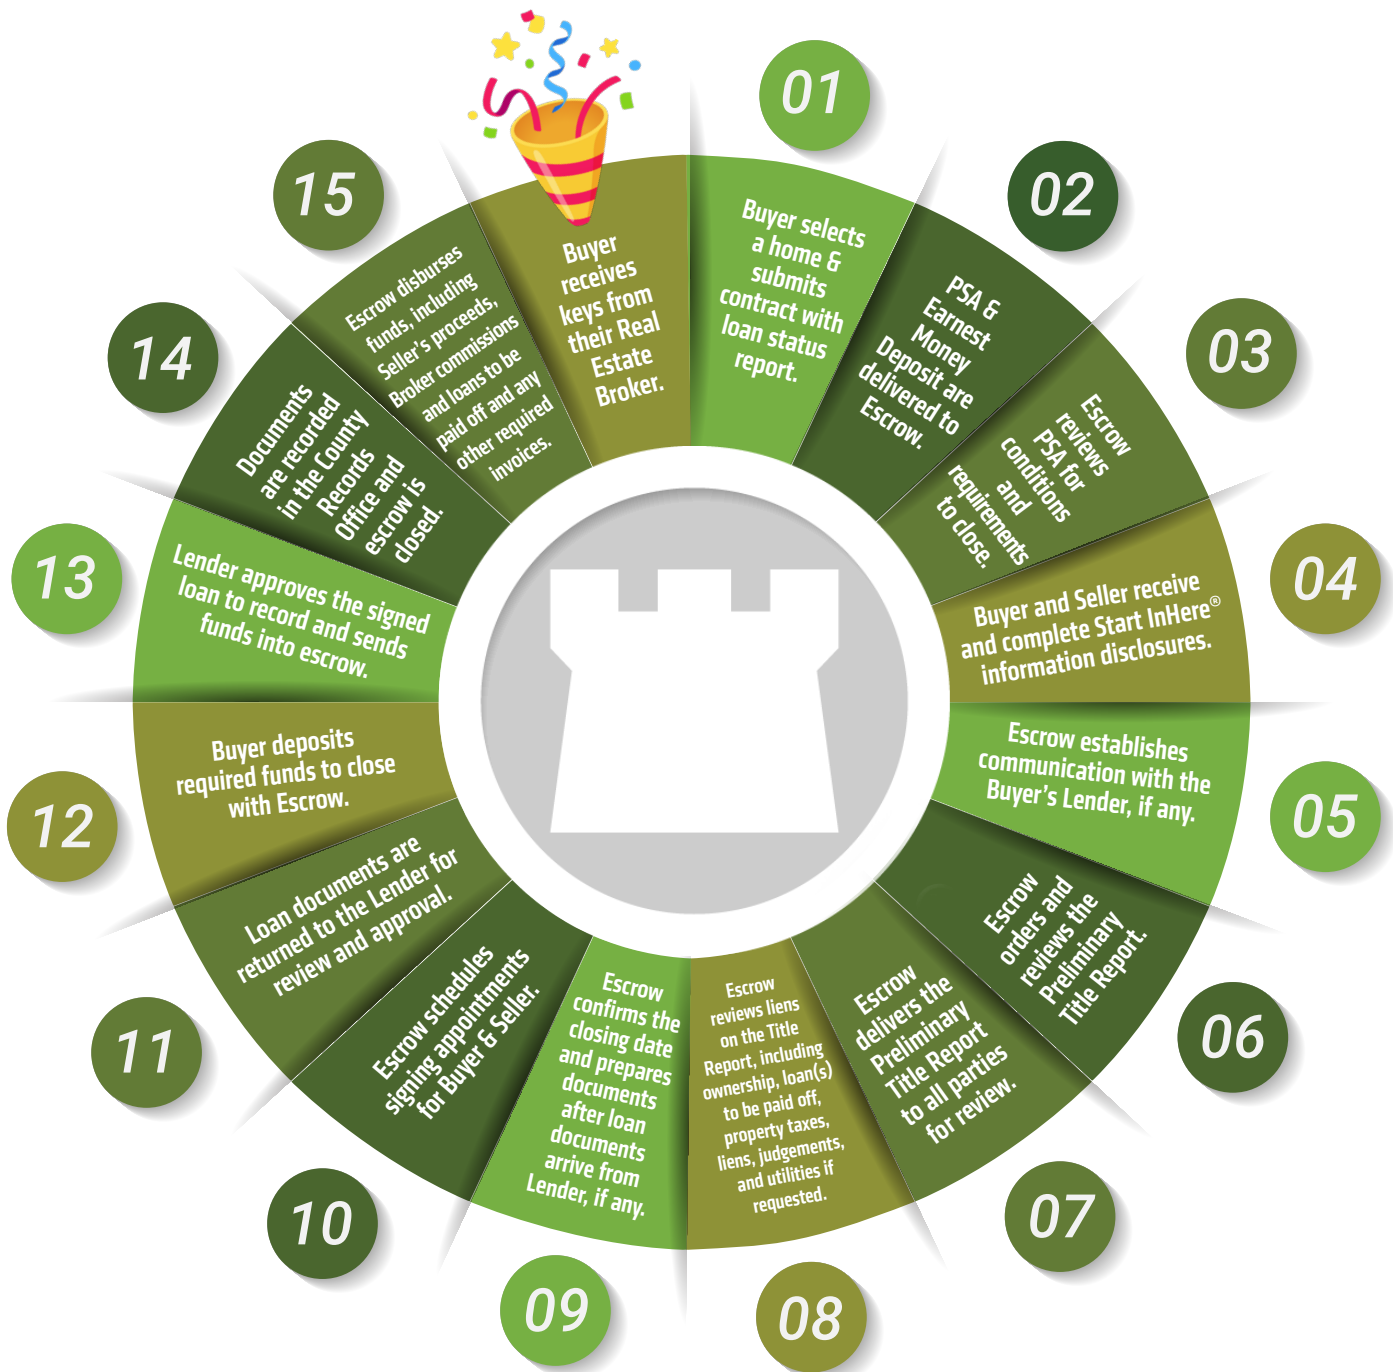 01
Buyer selects
a home &
submits
contract with
loan status
report.
02
PSA &
Earnest
Money
Deposit are
delivered to
Escrow.
03
Escrow
reviews
PSA for
conditions
and
requirements
to close.
04
Buyer and Seller receive
and complete Start InHere®
information disclosures.
05
Escrow establishes
communication with the
Buyer's Lender, if any.
06
Escrow
orders and
reviews the
Preliminary
Title Report.
07
Escrow
delivers the
Preliminary
Title Report
to all parties
for review.
08
Escrow
reviews liens
on the Title
Report, including
ownership, loan(s)
to be paid off,
property taxes,
liens, judgements,
and utilities if
requested.
09
Escrow
confirms the
closing date
and prepares
documents
after loan
documents
arrive from
Lender, if any.
10
Escrow schedules
signing appointments
for Buyer & Seller.
11
Loan documents are
returned to the Lender for
review and approval.
12
Buyer deposits
required funds to close
with Escrow.
13
Lender approves the signed
loan to record and sends
funds into escrow.
14
Documents
are recorded
in the County
Records
Office and
escrow is
closed.
15
Escrow disburses
funds, including
Seller's proceeds,
Broker commissions
and loans to be
paid off and any
other required
invoices.
Buyer
receives
keys from
their Real
Estate
Broker.